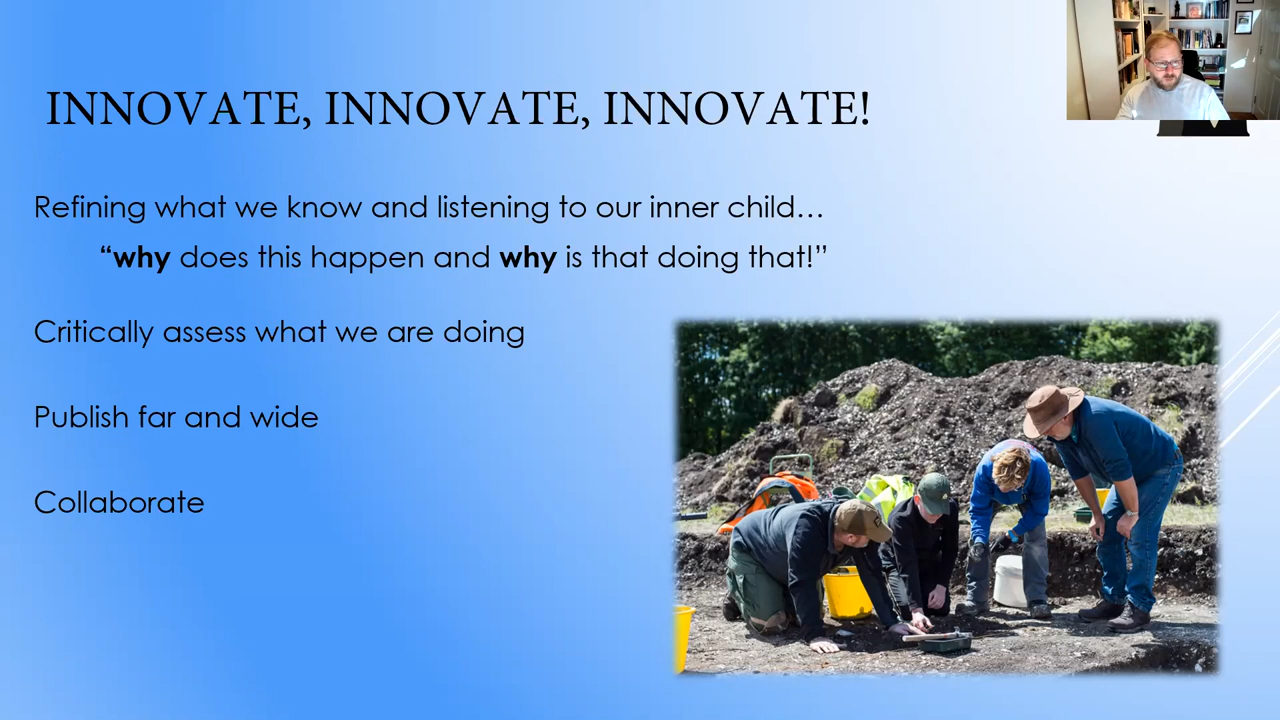 INNOVATE, INNOVATE, INNOVATE!
Refining what we know and listening to our inner child…
“why does this happen and why is that doing that!”
Critically assess what we are doing
Publish far and wide
Collaborate